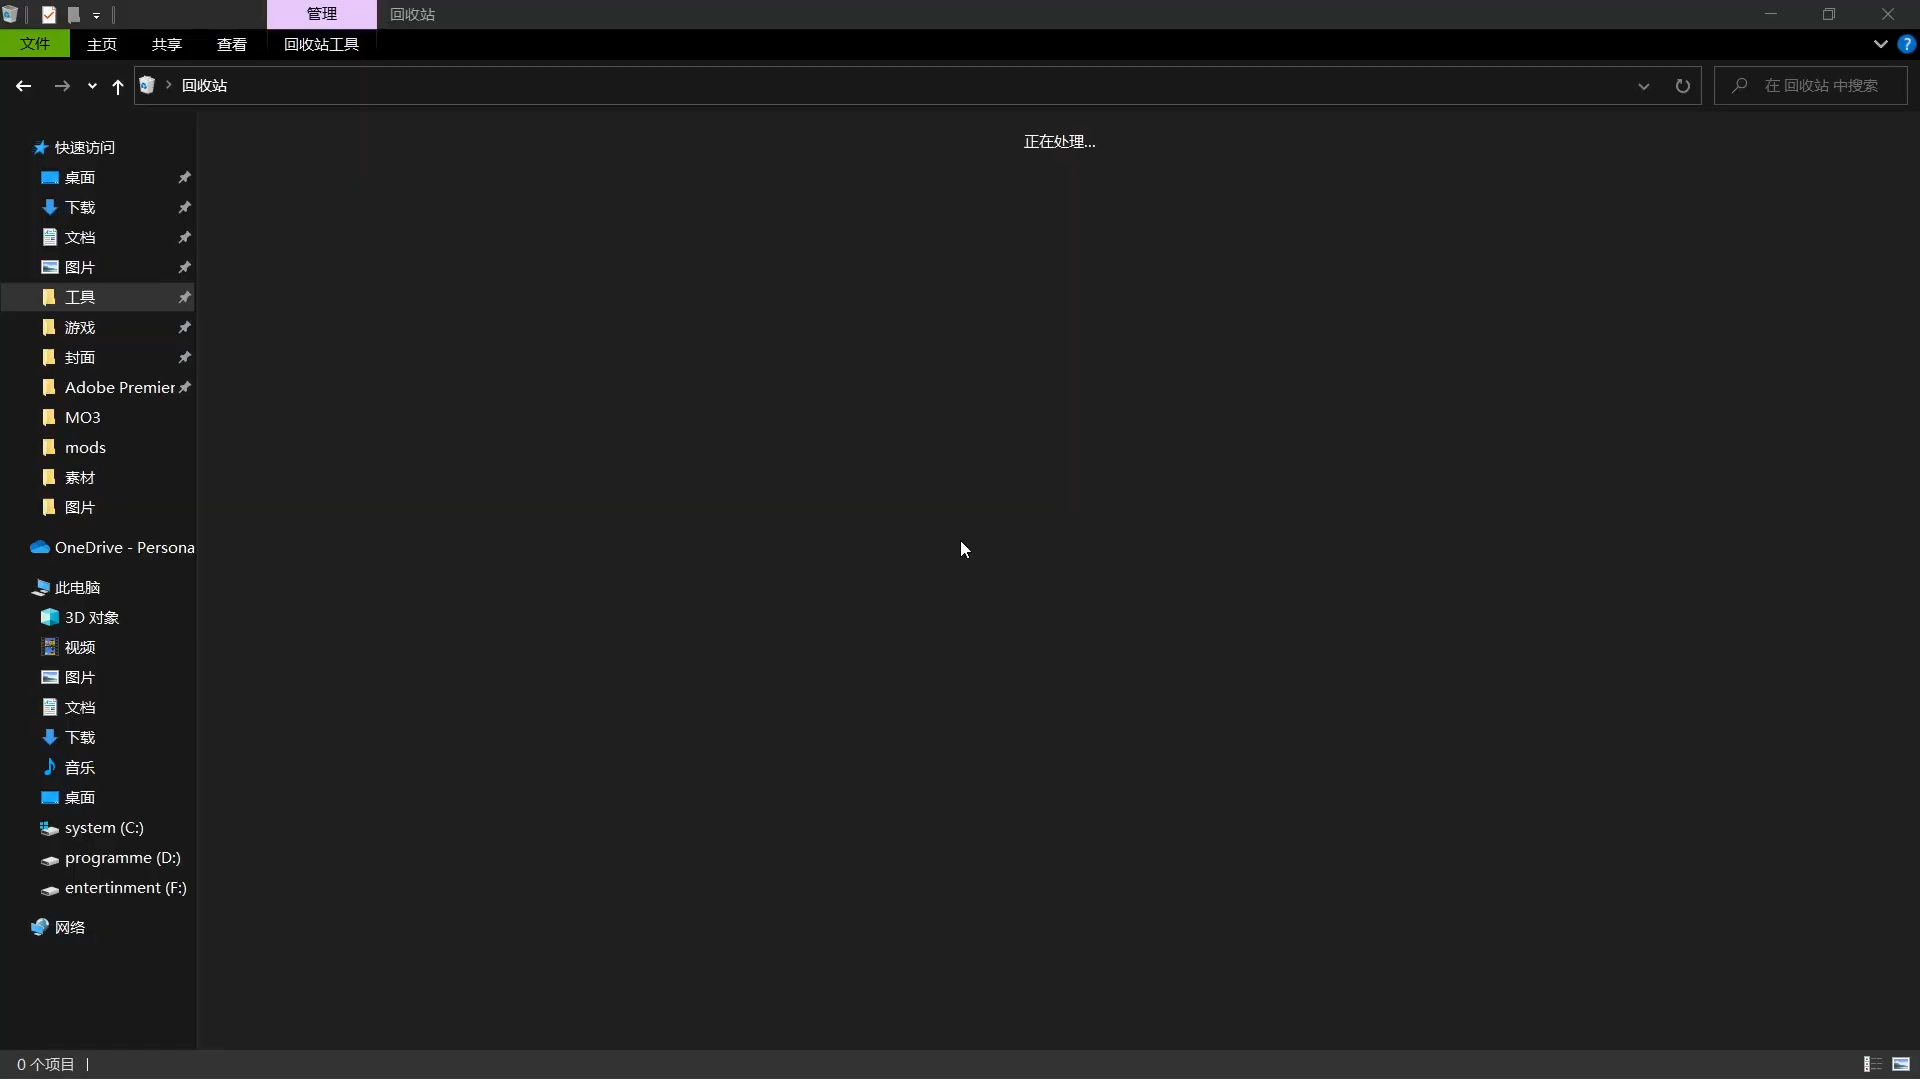 管理 回收站
文件 主页 共享 查看 回收站工具
回收站
在 回收站 中搜索
正在处理...
快速访问
桌面
下载
文档
图片
工具
游戏
封面
Adobe Premier
MO3
mods
素材
图片
OneDrive - Persona
此电脑
3D 对象
视频
图片
文档
下载
音乐
桌面
system (C:)
programme (D:)
entertinment (F:)
网络
0 个项目